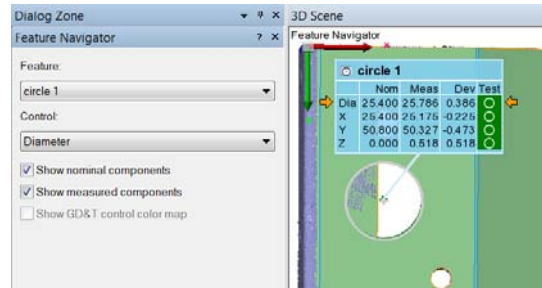 Dialog Zone
Feature Navigator
Feature:
circle 1
Control:
Diameter
Show nominal components
Show measured components
Show GD&T control color map
3D Scene
Feature Navigator
circle 1
Nom Meas Dev Test
Dia 25.400 25.786 0.386
X 25.400 25.175 -0.225
Y 50.800 50.327 -0.473
Z 0.000 0.518 0.518